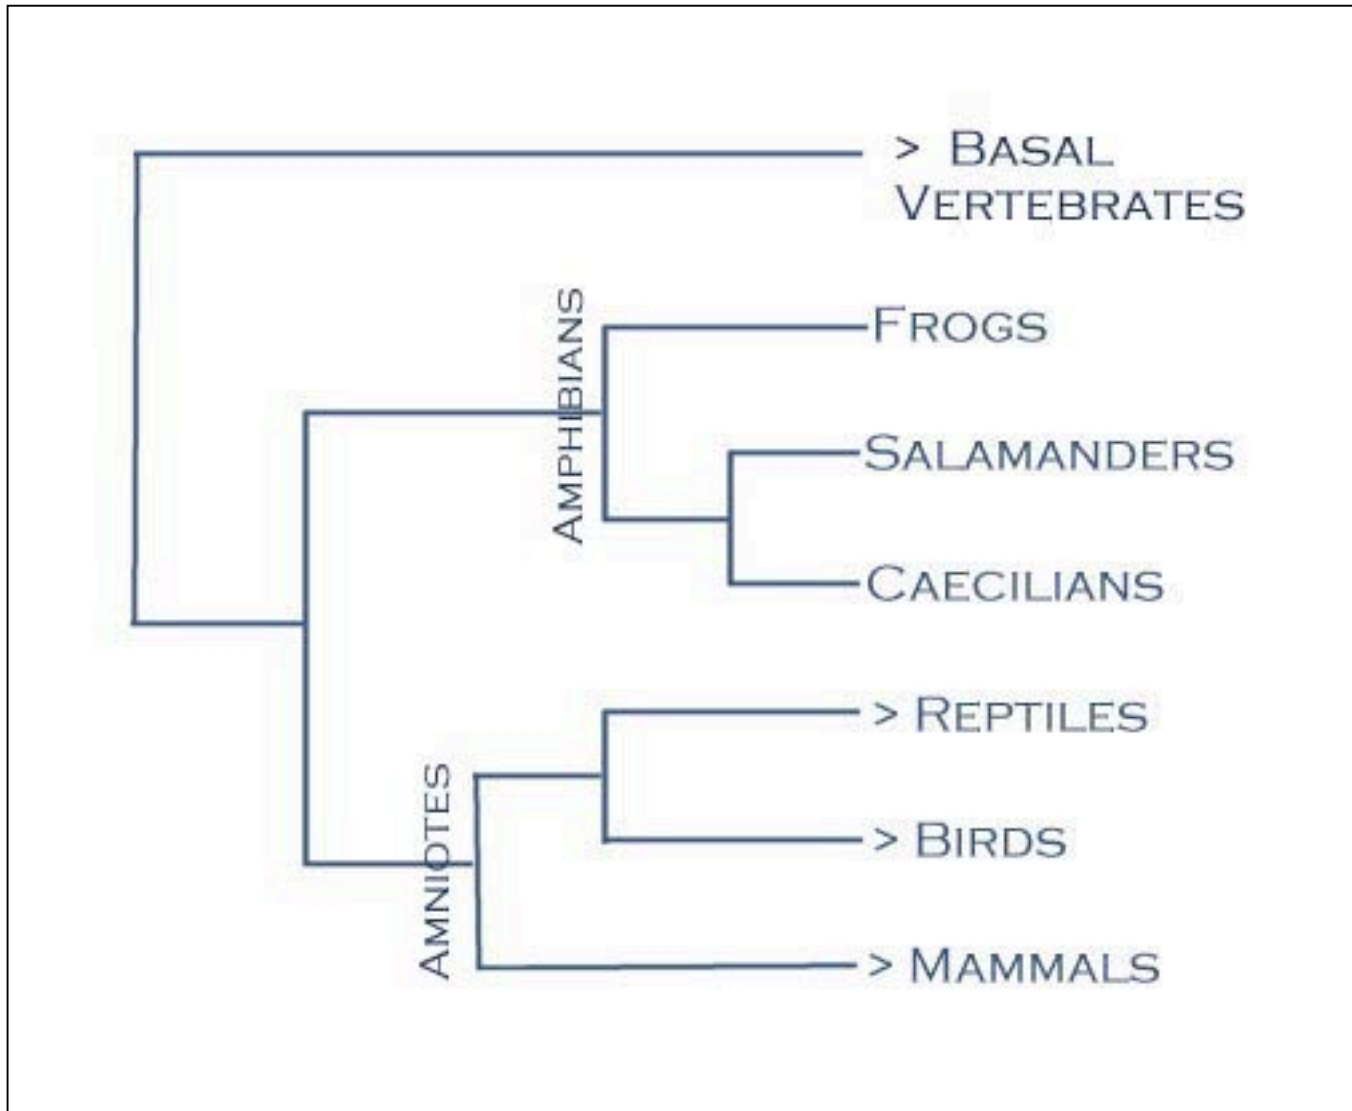 > BASAL
VERTEBRATES
AMPHIBIANS
FROGS
SALAMANDERS
CAECILIANS
AMNIOTES
> REPTILES
> BIRDS
> MAMMALS